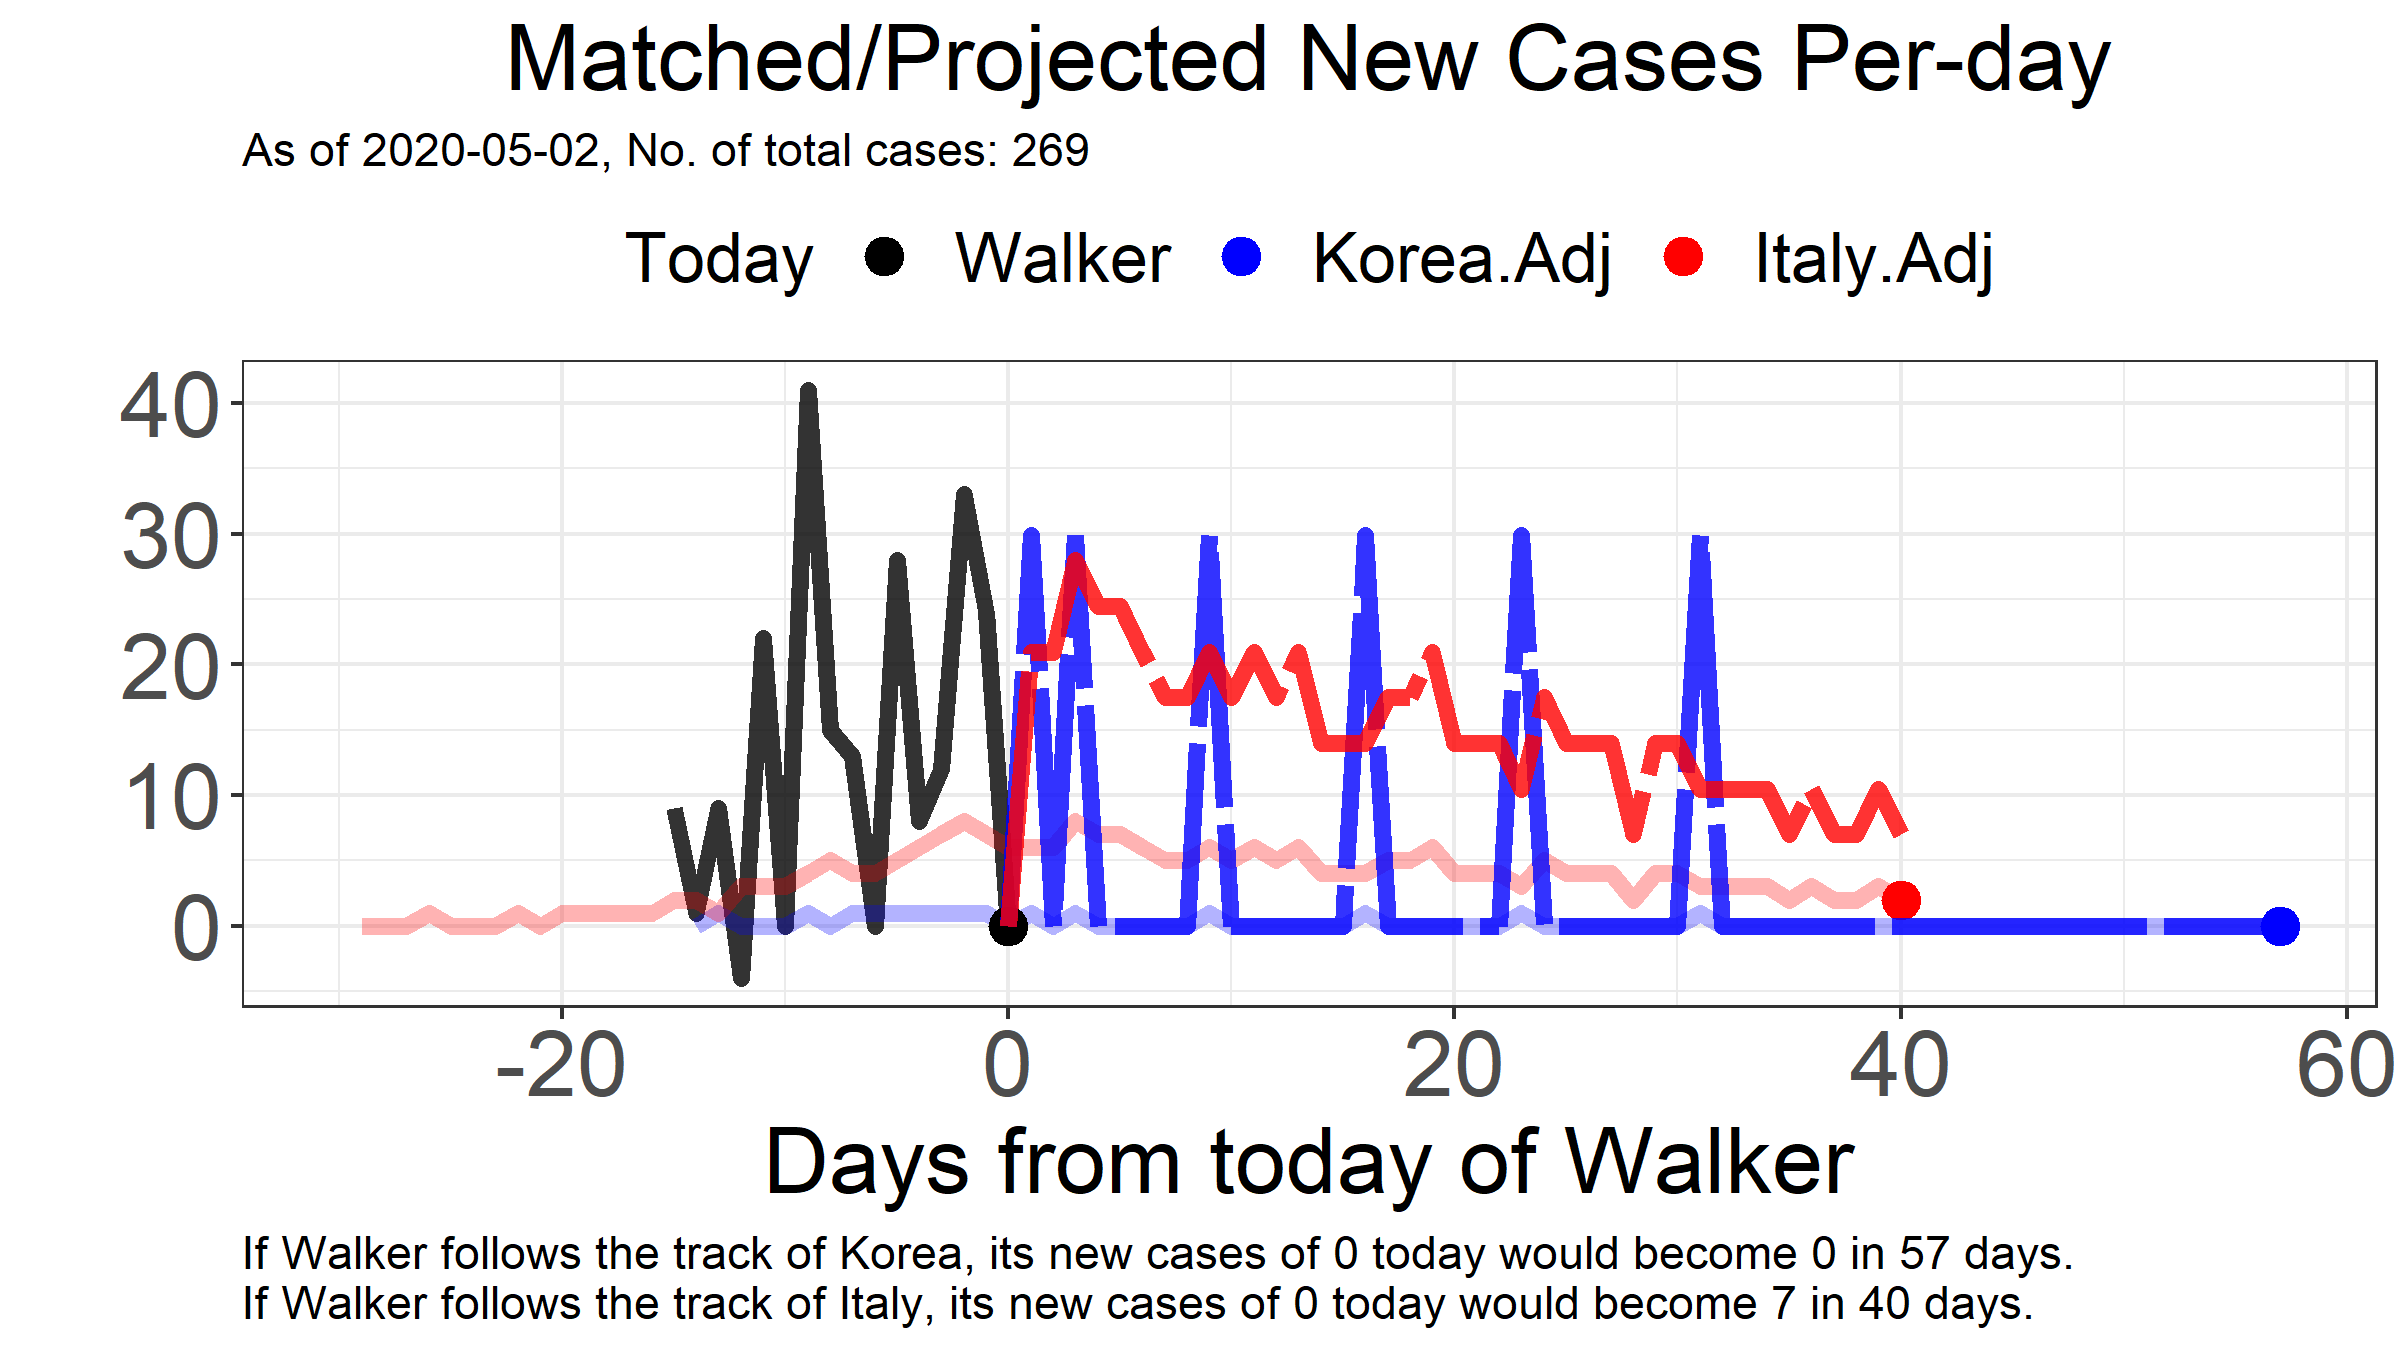 Matched/Projected New Cases Per-day
As of 2020-05-02, No. of total cases: 269
Today Walker Korea.Adj Italy.Adj
40
30
20
10
0
-20 0 20 40 60
Days from today of Walker
If Walker follows the track of Korea, its new cases of 0 today would become 0 in 57 days.
If Walker follows the track of Italy, its new cases of 0 today would become 7 in 40 days.